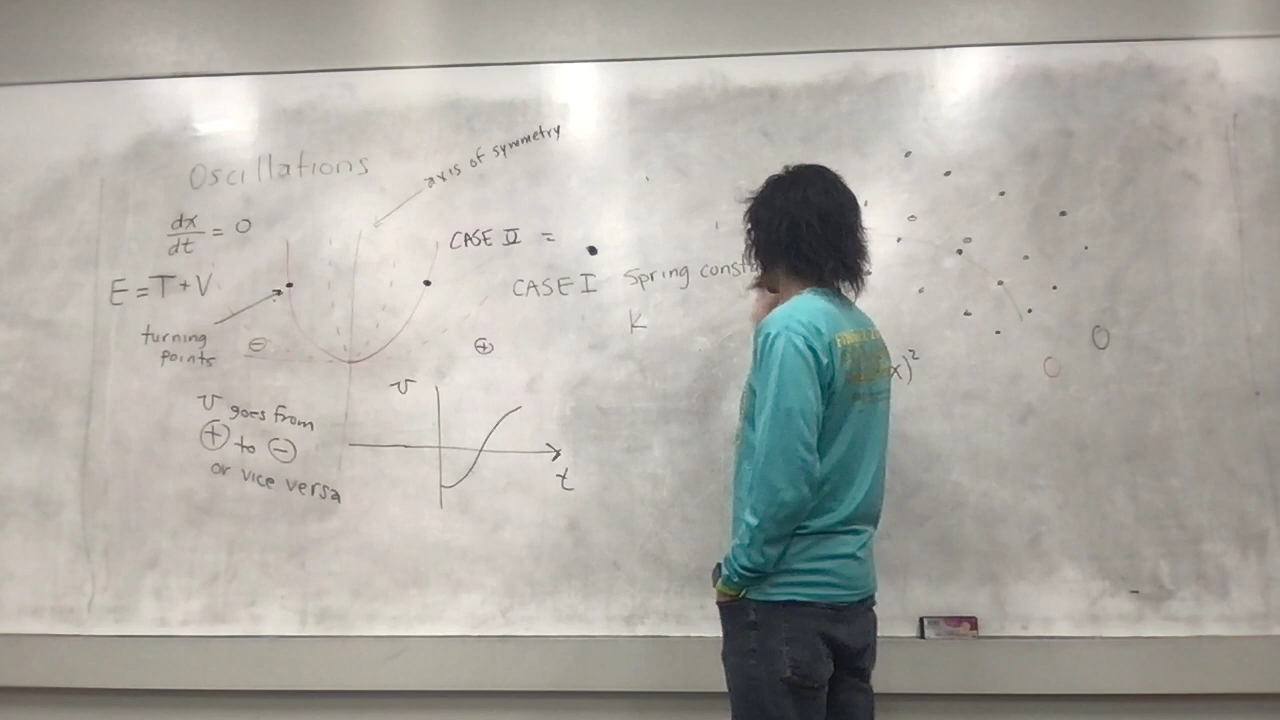 Oscillations
axis of symmetry
dx/dt = 0
CASE II =
E = T + V
CASE I Spring
K
turning
points
⊖
⊕
x)²
O
O
v
v goes from
⊕ to ⊖
or vice versa
t